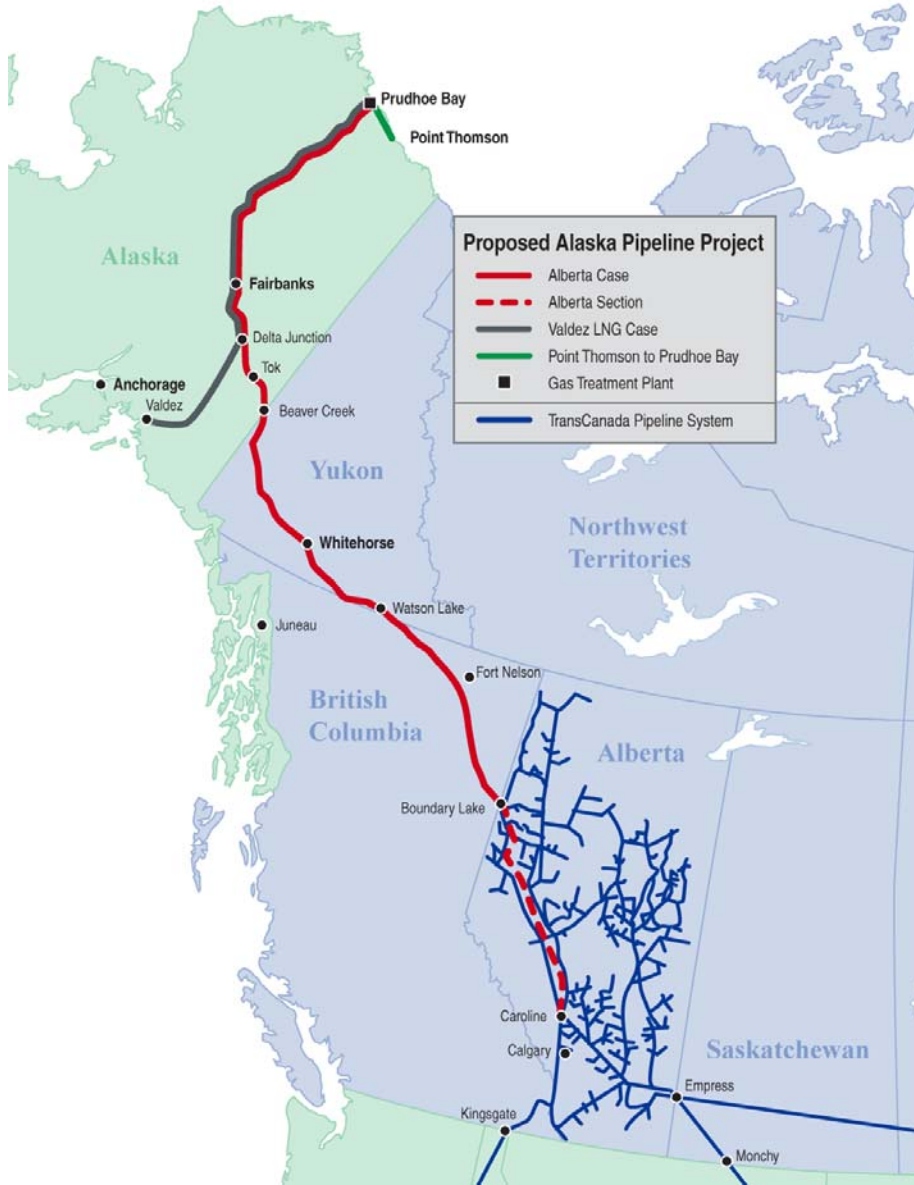 Prudhoe Bay
Point Thomson
Proposed Alaska Pipeline Project
Alberta Case
Alberta Section
Valdez LNG Case
Point Thomson to Prudhoe Bay
Gas Treatment Plant
TransCanada Pipeline System
Alaska
Fairbanks
Delta Junction
Tok
Anchorage
Valdez
Beaver Creek
Yukon
Northwest
Territories
Whitehorse
Watson Lake
Juneau
Fort Nelson
British
Columbia
Alberta
Boundary Lake
Caroline
Calgary
Saskatchewan
Empress
Kingsgate
Monchy